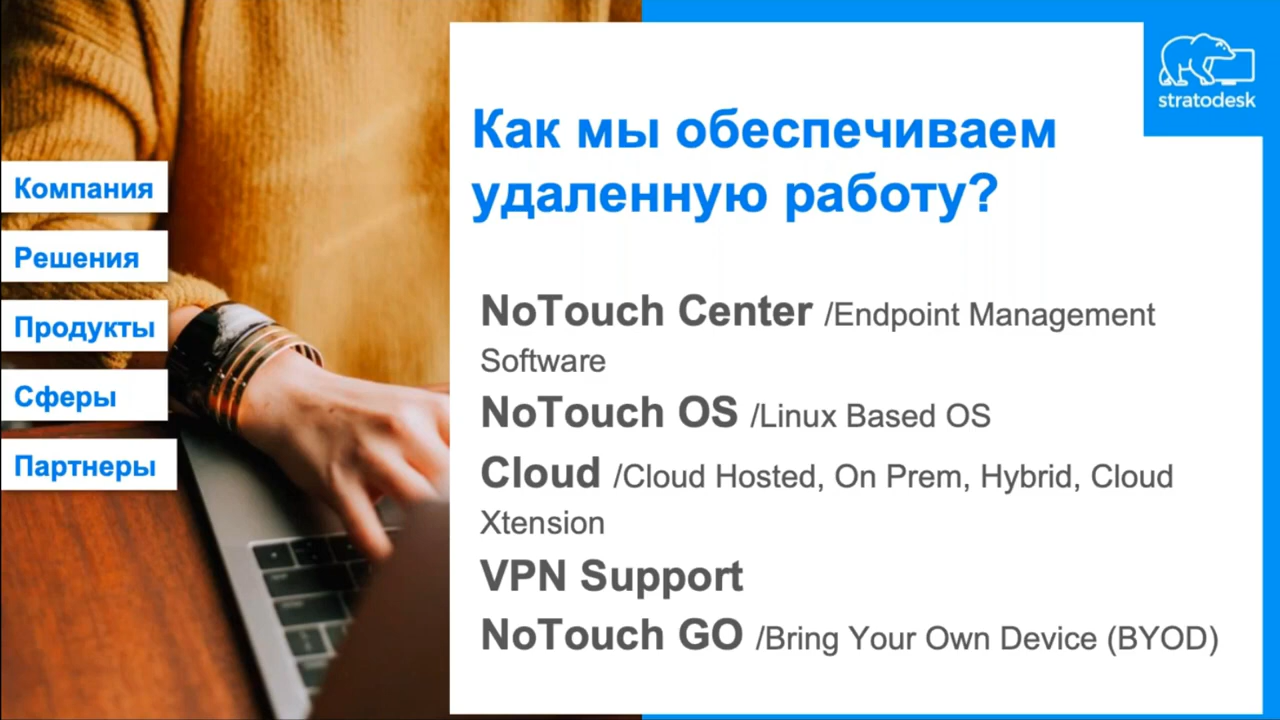 Компания
Решения
Продукты
Сферы
Партнеры
stratodesk
Как мы обеспечиваем
удаленную работу?
NoTouch Center /Endpoint Management
Software
NoTouch OS /Linux Based OS
Cloud /Cloud Hosted, On Prem, Hybrid, Cloud
Xtension
VPN Support
NoTouch GO /Bring Your Own Device (BYOD)